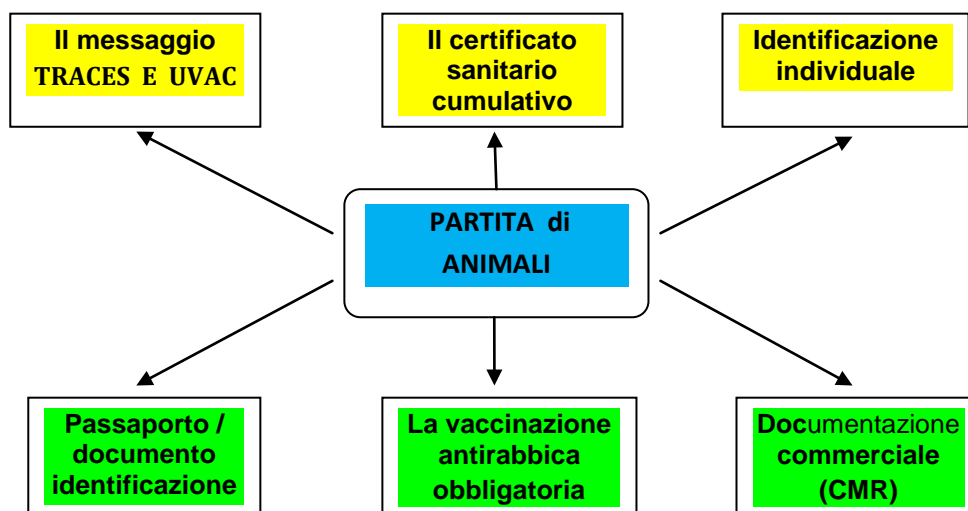 Il messaggio
TRACES E UVAC
Il certificato
sanitario
cumulativo
Identificazione
individuale
PARTITA di
ANIMALI
Passaporto /
documento
identificazione
La vaccinazione
antirabbica
obbligatoria
Documentazione
commerciale
(CMR)